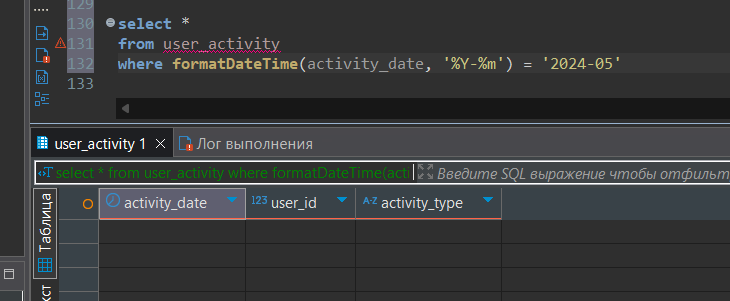 129
130 select *
131 from user_activity
132 where formatDateTime(activity_date, '%Y-%m') = '2024-05'
133
user_activity 1
Лог выполнения
select * from user_activity where formatDateTime(acti
Введите SQL выражение чтобы отфильт
Таблица
activity_date
123 user_id
A-Z activity_type
кст